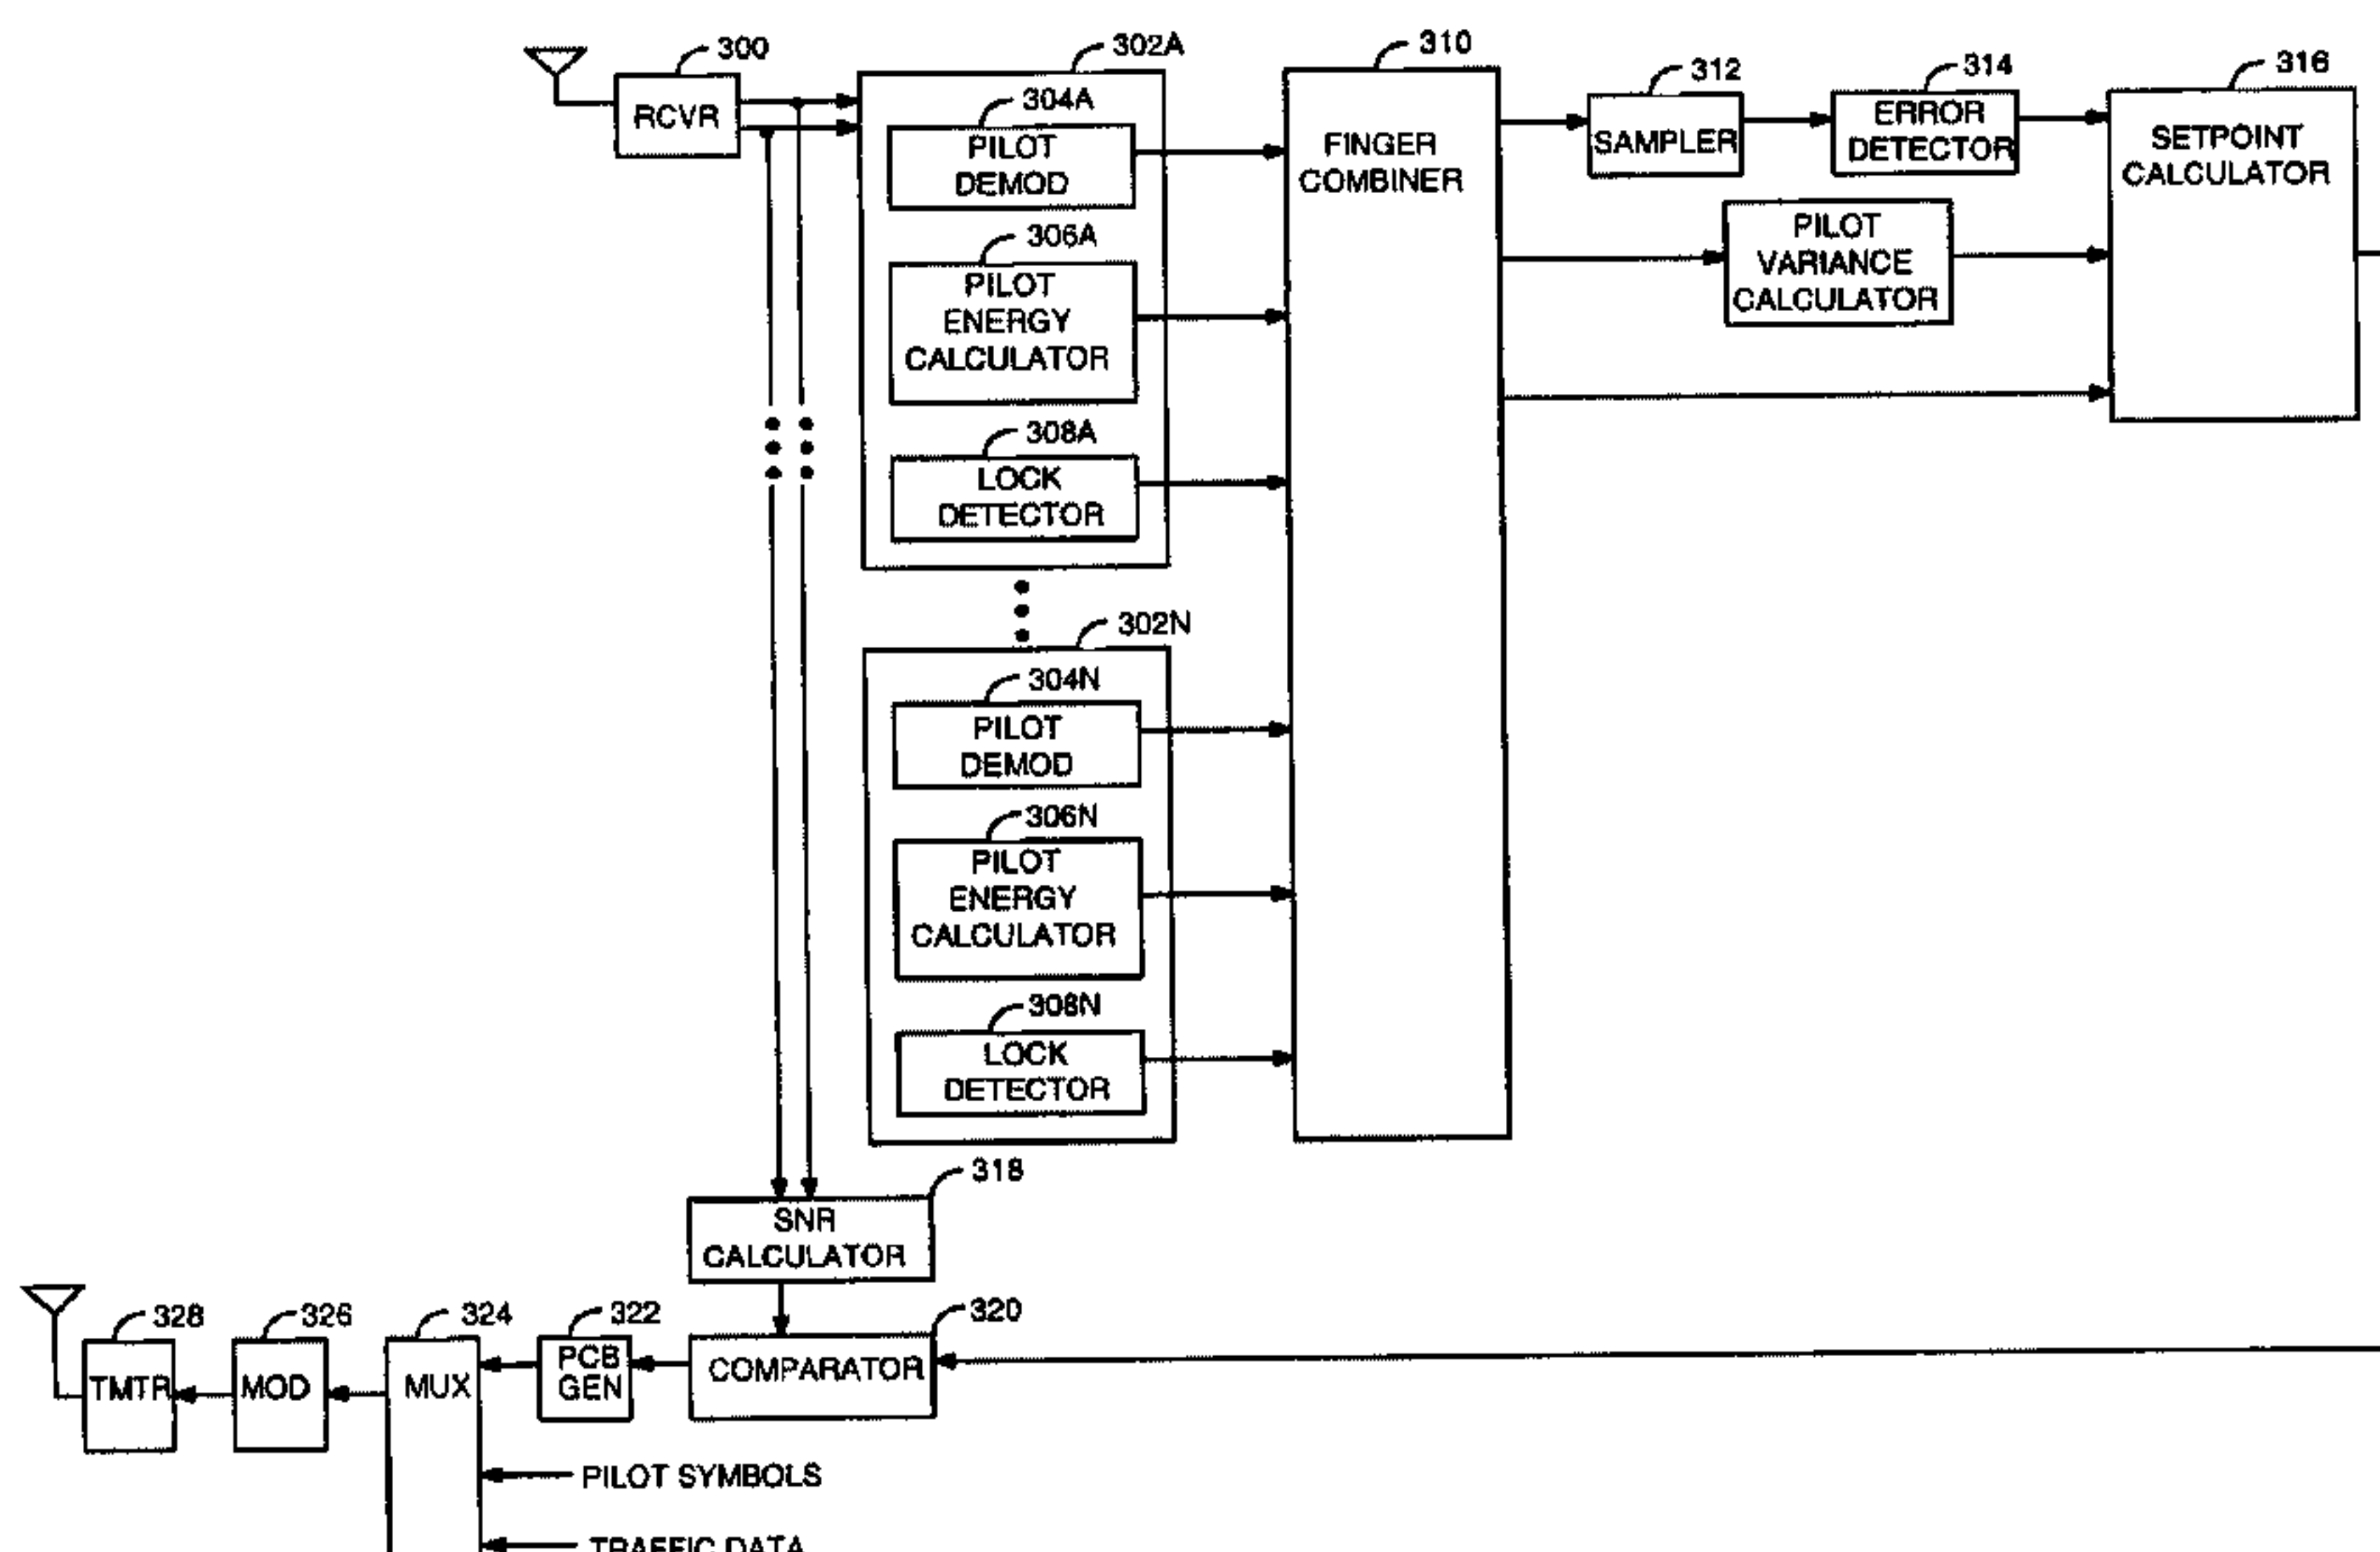 300
RCVR
302A
304A
PILOT
DEMOD
306A
PILOT
ENERGY
CALCULATOR
308A
LOCK
DETECTOR
302N
304N
PILOT
DEMOD
306N
PILOT
ENERGY
CALCULATOR
308N
LOCK
DETECTOR
310
FINGER
COMBINER
312
SAMPLER
314
ERROR
DETECTOR
PILOT
VARIANCE
CALCULATOR
316
SETPOINT
CALCULATOR
318
SNR
CALCULATOR
320
COMPARATOR
322
PCB
GEN
324
MUX
326
MOD
328
TMTR
PILOT SYMBOLS
TRAFFIC DATA